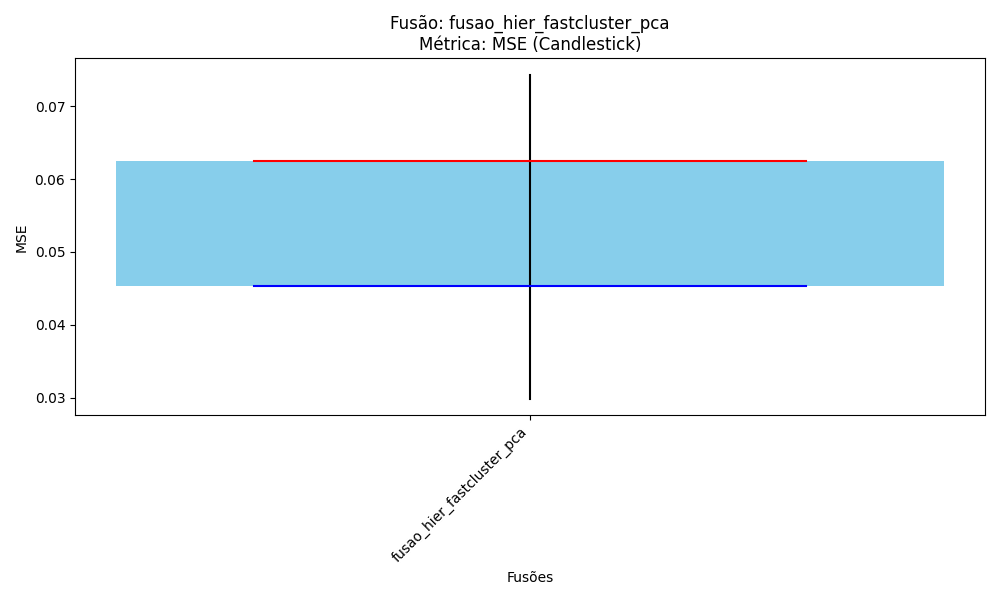 Fusão: fusao_hier_fastcluster_pca
Métrica: MSE (Candlestick)
0.07
0.06
0.05
0.04
0.03
MSE
fusao_hier_fastcluster_pca
Fusões